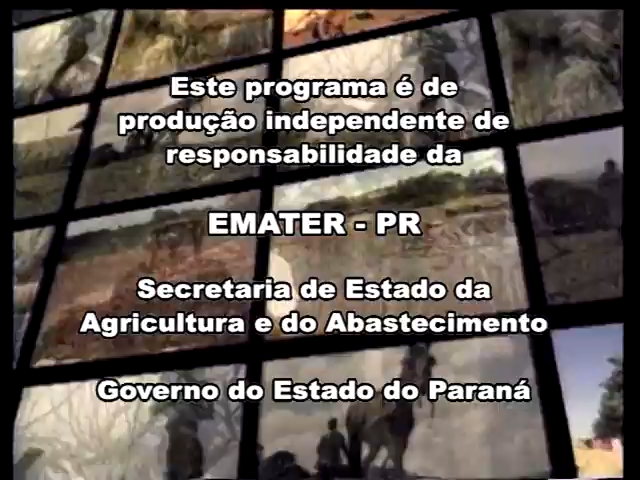 Este programa é de
produção independente de
responsabilidade da
EMATER - PR
Secretaria de Estado da
Agricultura e do Abastecimento
Governo do Estado do Paraná